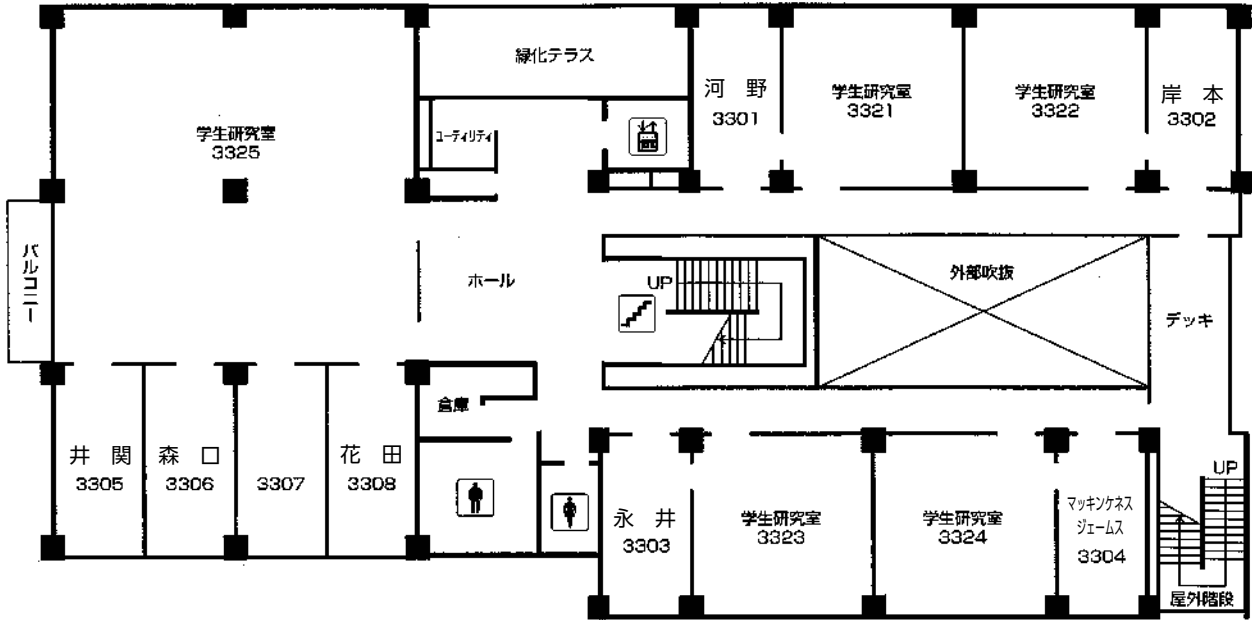 緑化テラス
河 野
3301
学生研究室
3321
学生研究室
3322
岸 本
3302
学生研究室
3325
ユーティリティ
バルコニー
ホール
UP
外部吹抜
デッキ
倉庫
井 関
3305
森 口
3306
3307
花 田
3308
永 井
3303
学生研究室
3323
学生研究室
3324
マッキンケネス
ジェームス
3304
UP
屋外階段